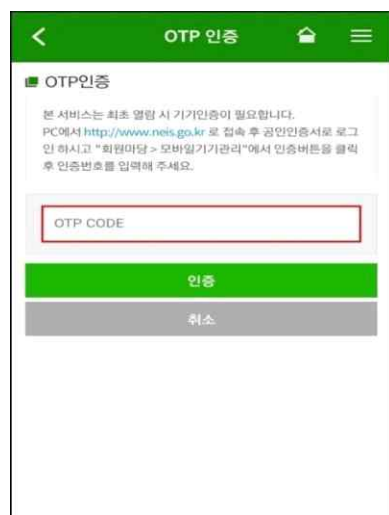 OTP 인증
OTP인증
본 서비스는 최초 열람 시 기기인증이 필요합니다.
PC에서 http://www.neis.go.kr 로 접속 후 공인인증서로 로그
인 하시고 "회원마당 > 모바일기기관리"에서 인증버튼을 클릭
후 인증번호를 입력해 주세요.
OTP CODE
인증
취소